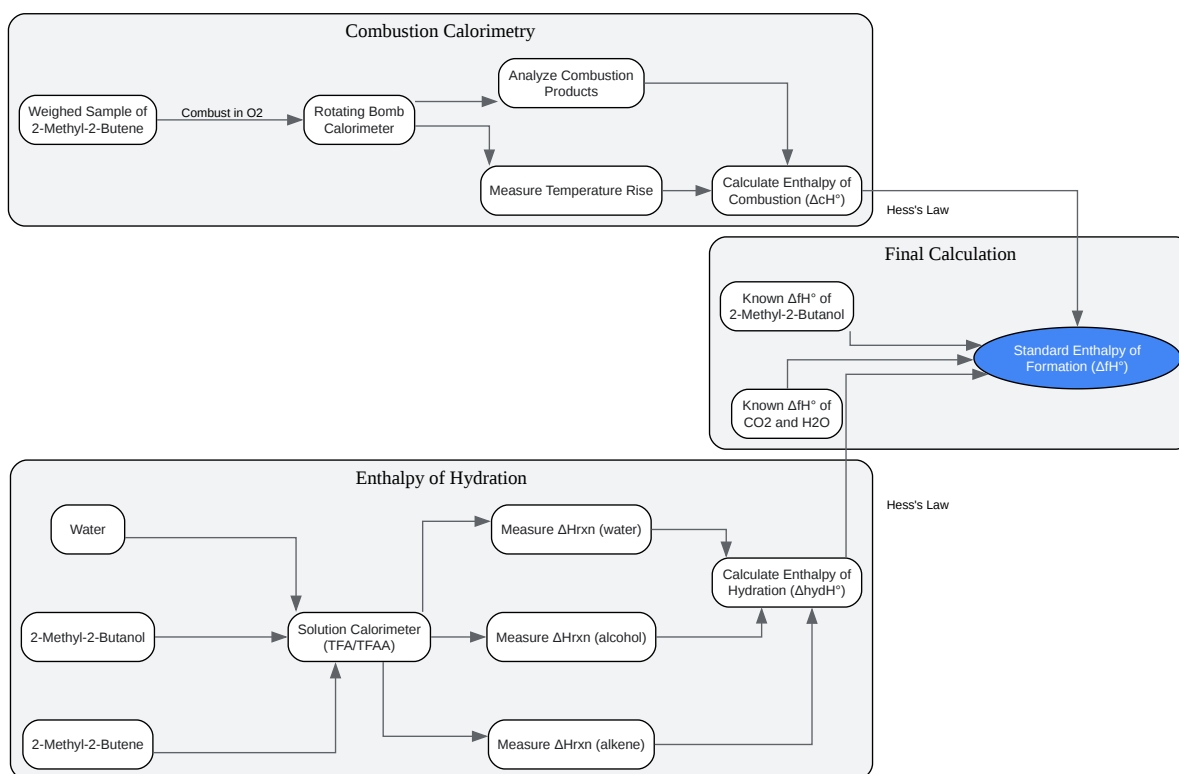 Combustion Calorimetry
Weighed Sample of
2-Methyl-2-Butene
Combust in O2
Rotating Bomb
Calorimeter
Analyze Combustion
Products
Measure Temperature Rise
Calculate Enthalpy of
Combustion (ΔcH°)
Hess's Law
Final Calculation
Known ΔfH° of
2-Methyl-2-Butanol
Standard Enthalpy of
Formation (ΔfH°)
Known ΔfH° of
CO2 and H2O
Enthalpy of Hydration
Hess's Law
Water
Measure ΔHrxn (water)
Calculate Enthalpy of
Hydration (ΔhydH°)
2-Methyl-2-Butanol
Solution Calorimeter
(TFA/TFAA)
Measure ΔHrxn (alcohol)
2-Methyl-2-Butene
Measure ΔHrxn (alkene)